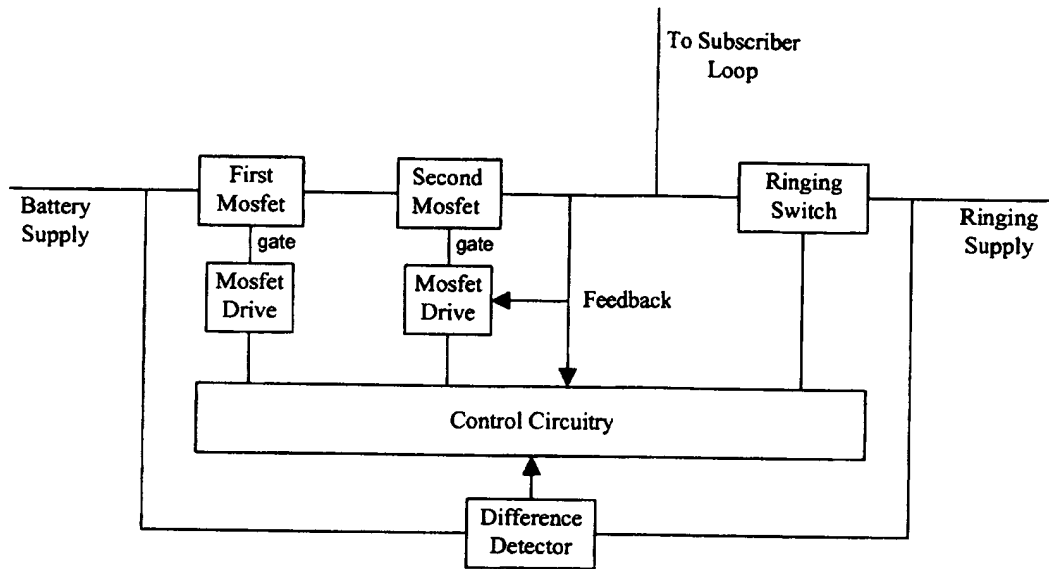 To Subscriber
Loop
First
Mosfet
Second
Mosfet
Ringing
Switch
Battery
Supply
Ringing
Supply
gate
gate
Mosfet
Drive
Mosfet
Drive
Feedback
Control Circuitry
Difference
Detector